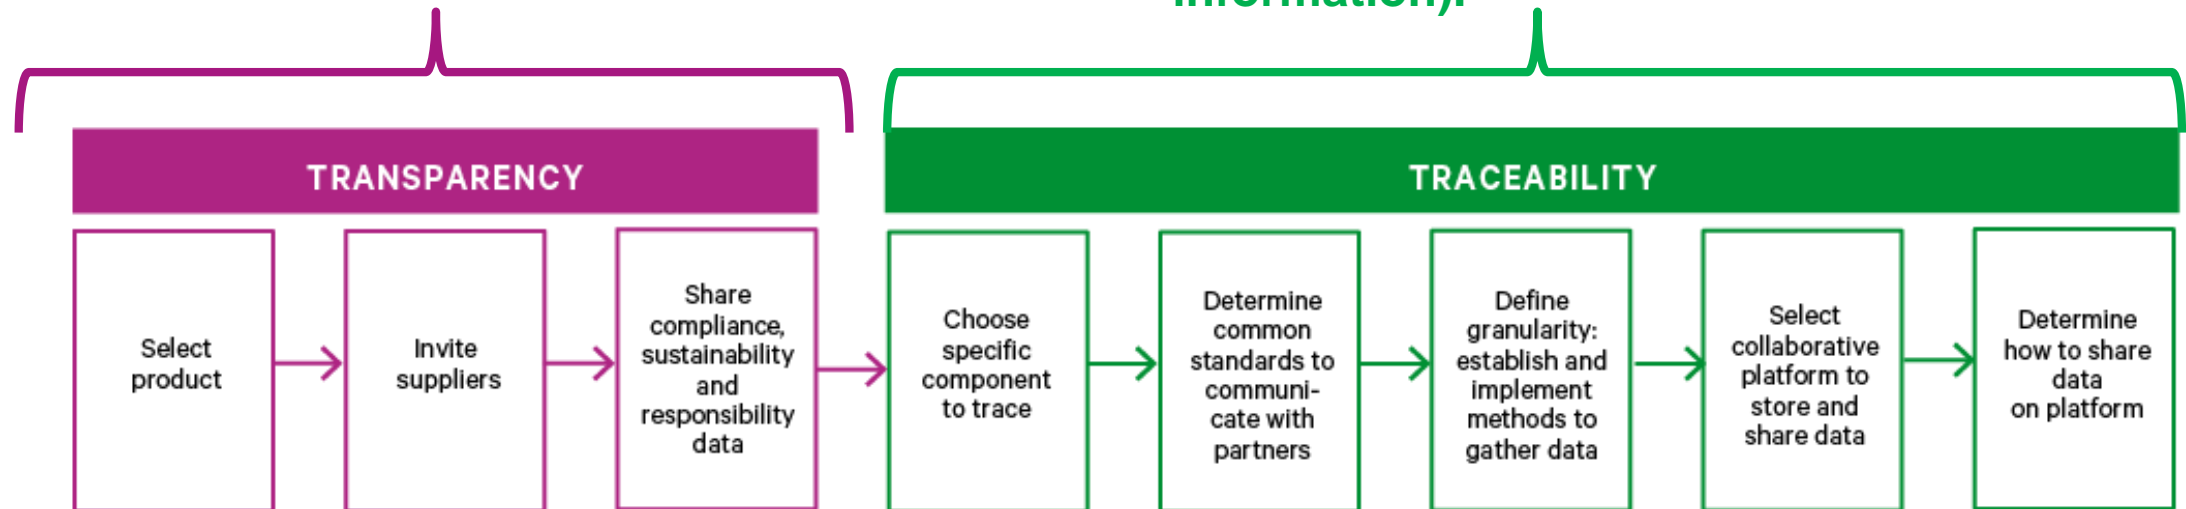 information).
TRANSPARENCY
TRACEABILITY
Select
product
Invite
suppliers
Share
compliance,
sustainability
and
responsibility
data
Choose
specific
component
to trace
Determine
common
standards to
communi-
cate with
partners
Define
granularity:
establish and
implement
methods to
gather data
Select
collaborative
platform to
store and
share data
Determine
how to share
data
on platform